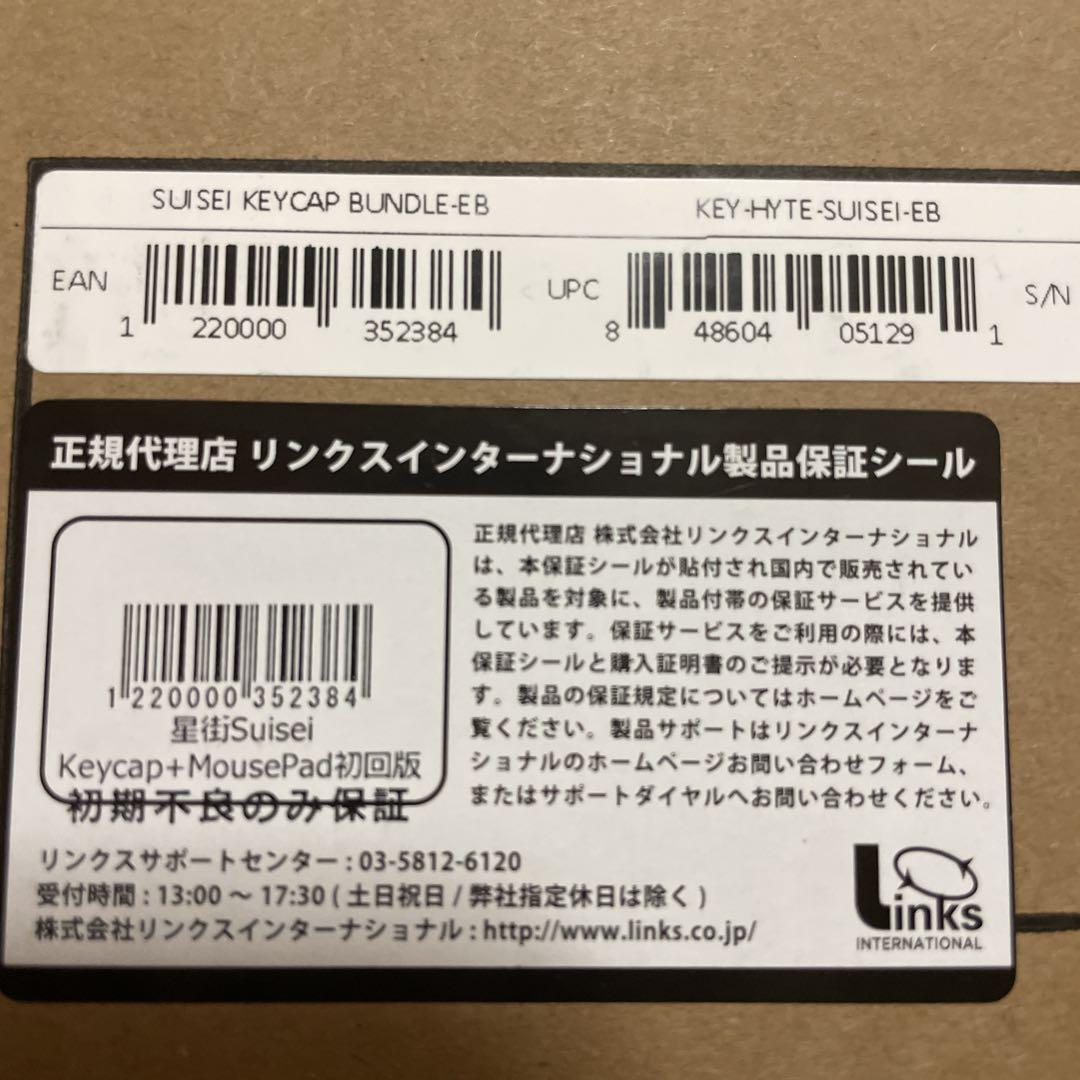 SUISEI KEYCAP BUNDLE-EB
KEY-HYTE-SUISEI-EB
EAN
1 220000 352384
UPC
8 48604 05129 1
S/N
正規代理店 リンクスインターナショナル製品保証シール
1 220000 352384
星街Suisei
Keycap+MousePad初回版
初期不良のみ保証
正規代理店 株式会社リンクスインターナショナル
は、本保証シールが貼付され国内で販売されてい
る製品を対象に、製品付帯の保証サービスを提供
しています。保証サービスをご利用の際には、本
保証シールと購入証明書のご提示が必要となりま
す。製品の保証規定についてはホームページをご
覧ください。製品サポートはリンクスインターナ
ショナルのホームページお問い合わせフォーム、
またはサポートダイヤルへお問い合わせください。
リンクスサポートセンター : 03-5812-6120
受付時間 : 13:00 〜 17:30 ( 土日祝日 / 弊社指定休日は除く )
株式会社リンクスインターナショナル : http://www.links.co.jp/
Links
INTERNATIONAL